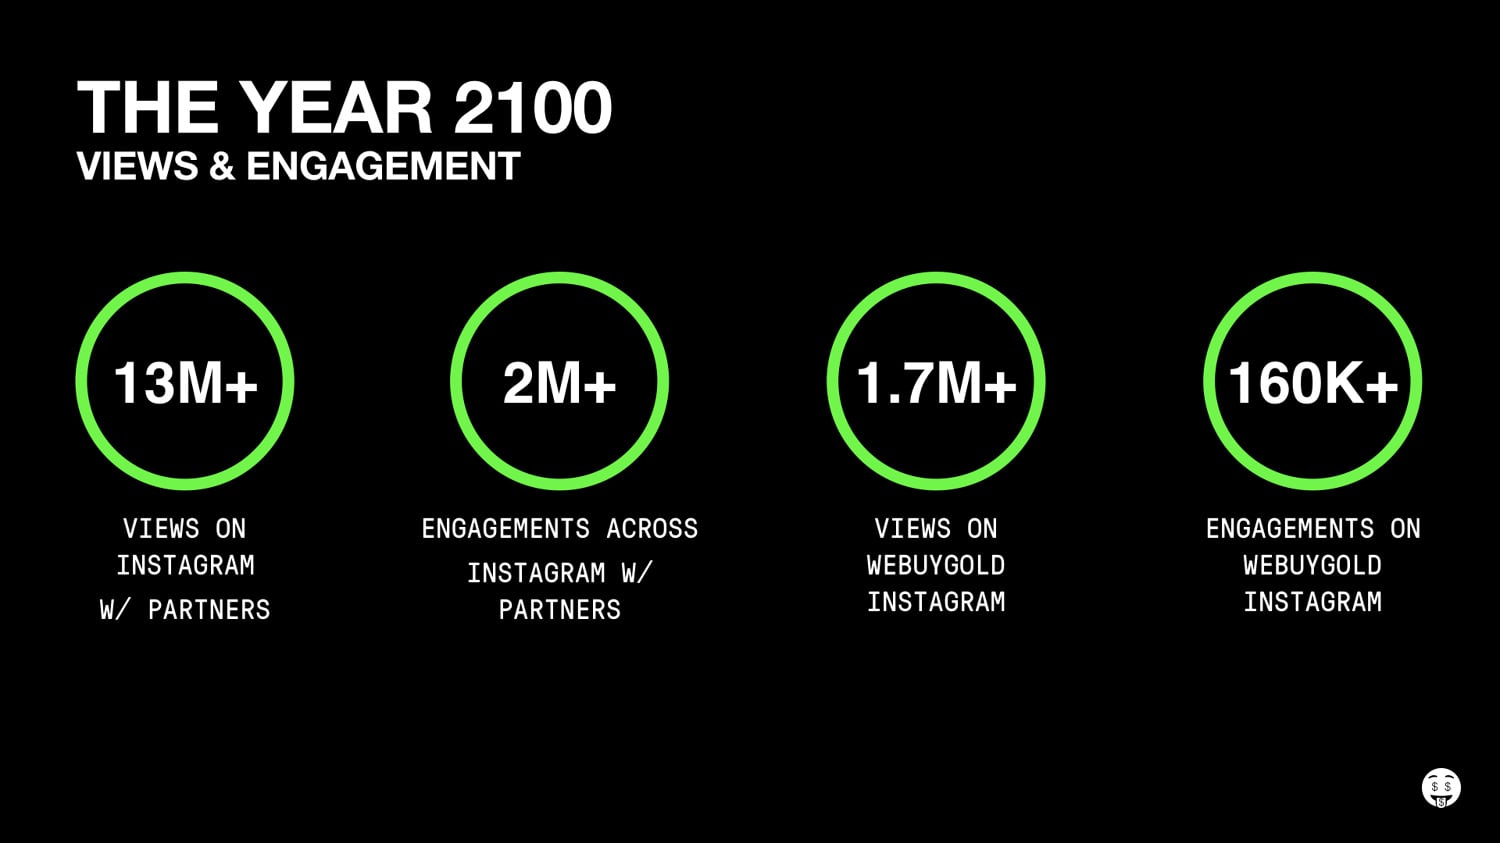 THE YEAR 2100
VIEWS & ENGAGEMENT
13M+
VIEWS ON
INSTAGRAM
W/ PARTNERS
2M+
ENGAGEMENTS ACROSS
INSTAGRAM W/
PARTNERS
1.7M+
VIEWS ON
WEBUYGOLD
INSTAGRAM
160K+
ENGAGEMENTS ON
WEBUYGOLD
INSTAGRAM
$ $
$